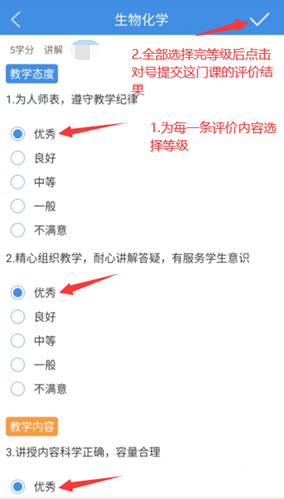 生物化学
5学分 讲解
2.全部选择完等级后点击
对号提交这门课的评价结
果
教学态度
1.为人师表，遵守教学纪律
1.为每一条评价内容选
择等级
优秀
良好
中等
一般
不满意
2.精心组织教学，耐心讲解答疑，有服务学生意识
优秀
良好
中等
一般
不满意
教学内容
3.讲授内容科学正确，容量合理
优秀